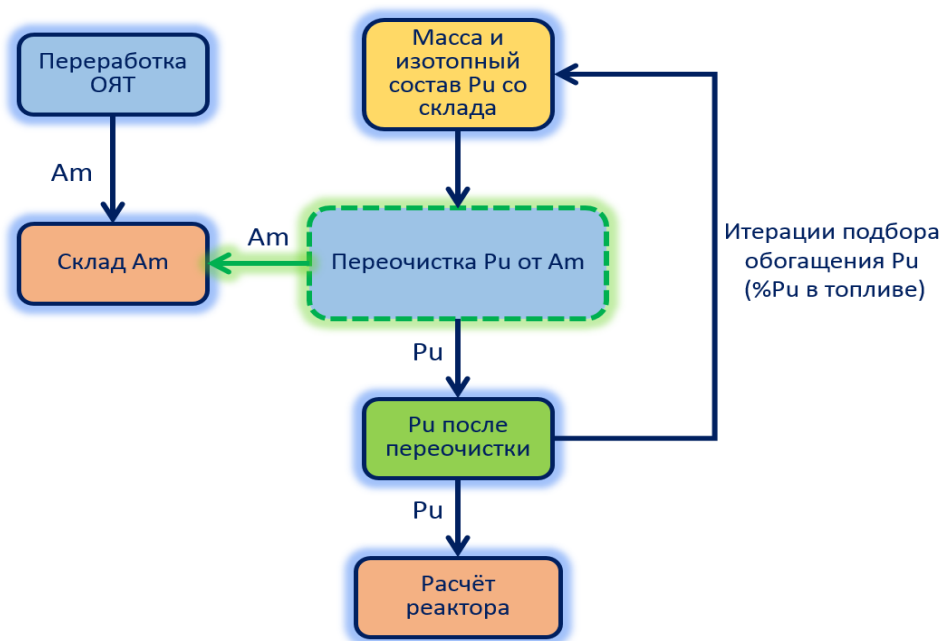 Переработка
ОЯТ
Am
Склад Am
Am
Масса и
изотопный
состав Pu со
склада
Переочистка Pu от Am
Pu
Pu после
переочистки
Pu
Расчёт
реактора
Итерации подбора
обогащения Pu
(%Pu в топливе)